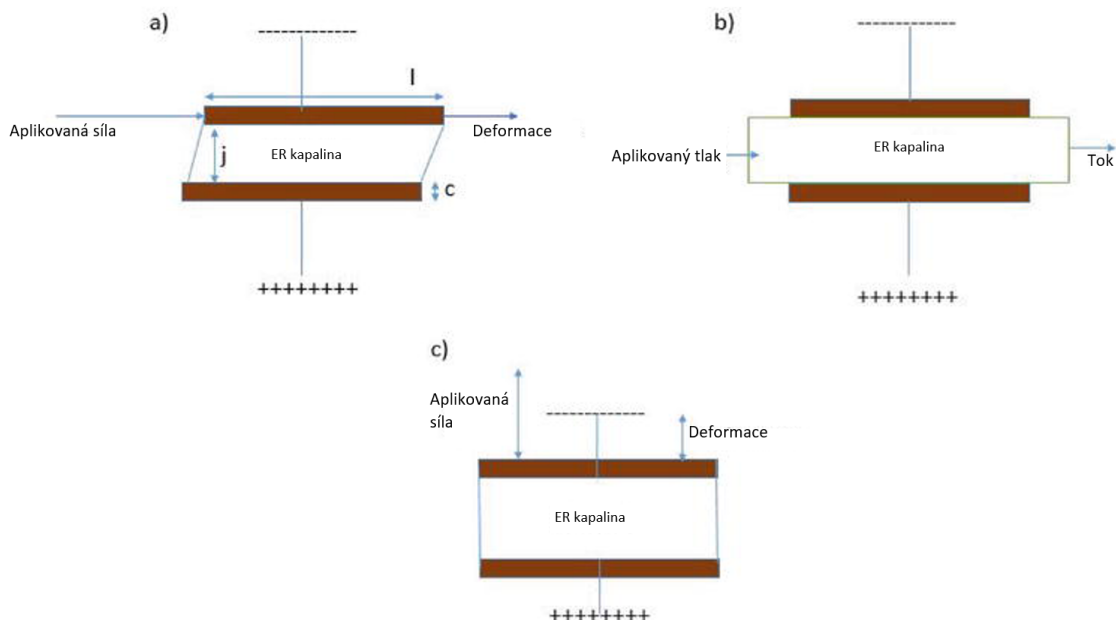 a)
------------
l
Aplikovaná síla
Deformace
j
ER kapalina
c
++++++++
b)
------------
ER kapalina
Aplikovaný tlak
Tok
++++++++
c)
Aplikovaná
síla
------------
Deformace
ER kapalina
++++++++